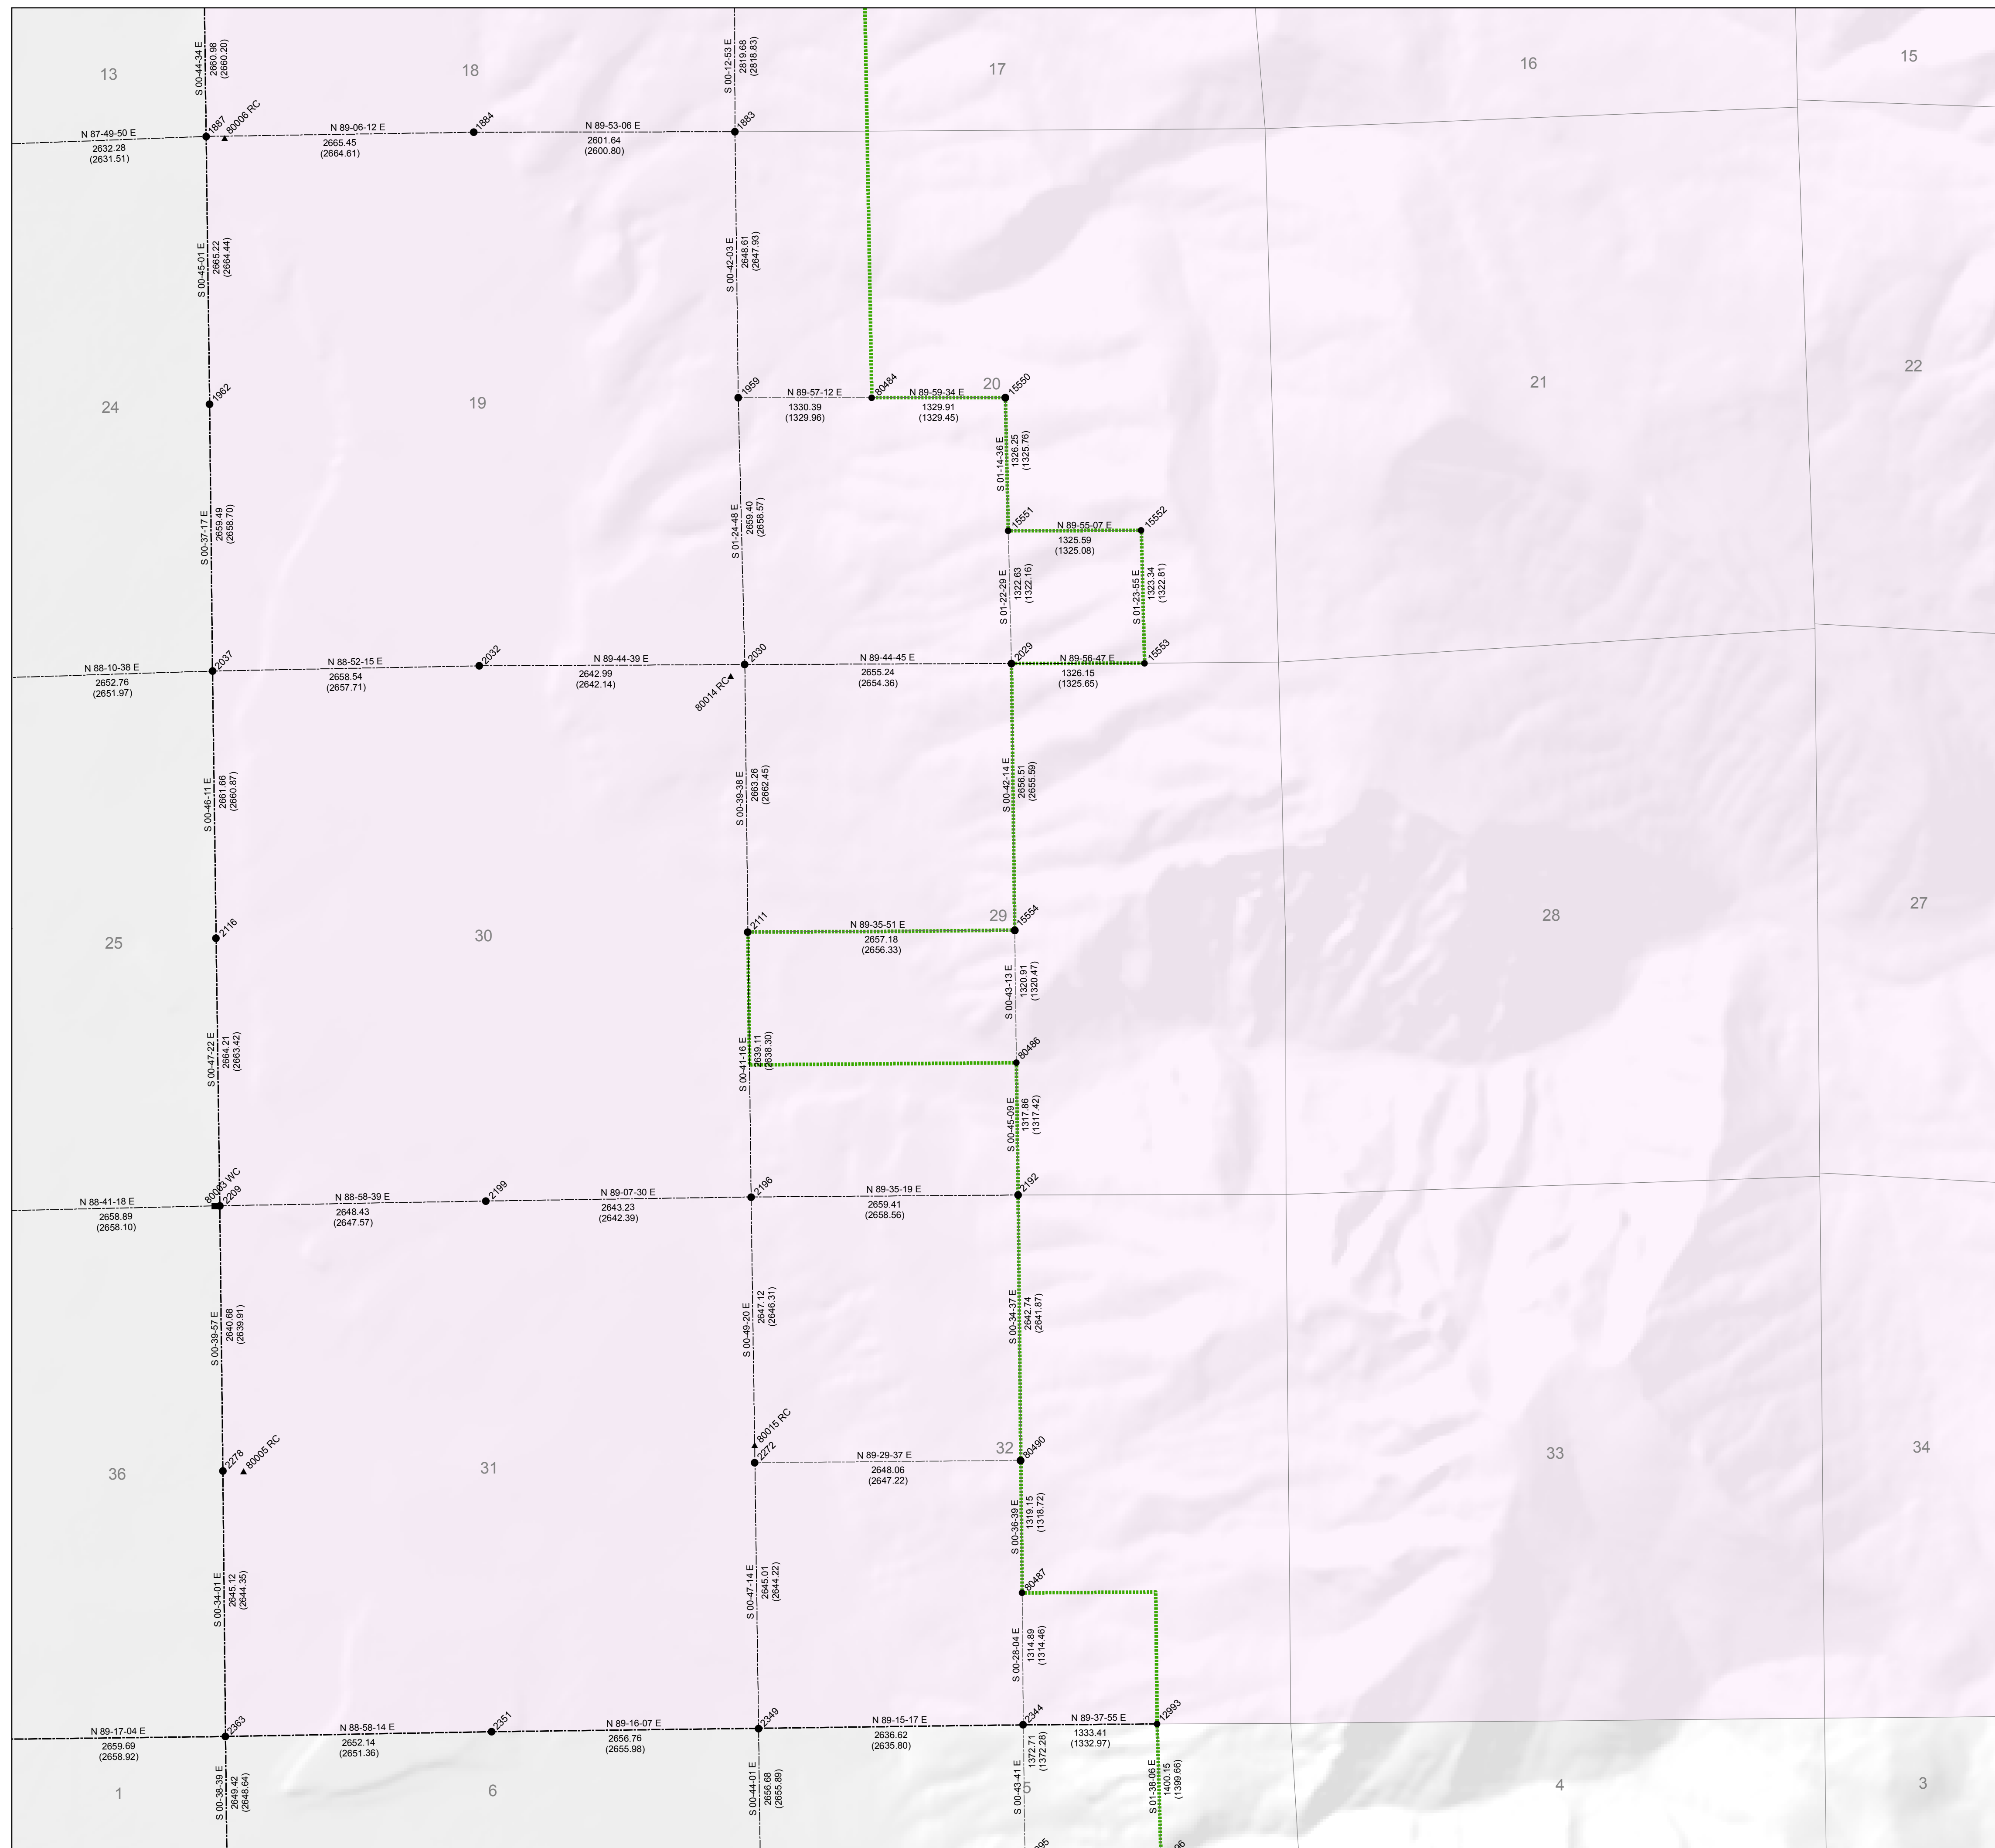 S 00-44-34 E
2660.98
(2660.20)
S 00-12-53 E
2819.68
(2818.83)
13
18
17
16
15
N 87-49-50 E
2632.28
(2631.51)
1887
80006 RC
N 89-06-12 E
2665.45
(2664.61)
1884
N 89-53-06 E
2601.64
(2600.80)
1883
S 00-45-01 E
2665.22
(2664.44)
S 00-42-03 E
2648.61
(2647.93)
24
1962
19
1959
N 89-57-12 E
1330.39
(1329.96)
80484
N 89-59-34 E
1329.91
(1329.45)
20
15550
21
22
S 01-14-36 E
1326.25
(1325.76)
S 00-37-17 E
2659.49
(2658.70)
S 01-24-48 E
2659.40
(2658.57)
15551
N 89-55-07 E
1325.59
(1325.08)
15552
S 01-22-29 E
1322.63
(1322.16)
S 01-23-55 E
1323.34
(1322.81)
N 88-10-38 E
2652.76
(2651.97)
2037
N 88-52-15 E
2658.54
(2657.71)
2032
N 89-44-39 E
2642.99
(2642.14)
2030
80014 RC
N 89-44-45 E
2655.24
(2654.36)
2029
N 89-56-47 E
1326.15
(1325.65)
15553
S 00-46-11 E
2661.66
(2660.87)
S 00-39-38 E
2663.26
(2662.45)
S 00-42-14 E
2656.51
(2655.59)
25
2116
30
2111
N 89-35-51 E
2657.18
(2656.33)
29
15554
28
27
S 00-43-13 E
1320.91
(1320.47)
S 00-47-22 E
2664.21
(2663.42)
S 00-41-16 E
2639.11
(2638.30)
80486
S 00-45-09 E
1317.86
(1317.42)
N 88-41-18 E
2658.89
(2658.10)
80003 WC
2209
N 88-58-39 E
2648.43
(2647.57)
2199
N 89-07-30 E
2643.23
(2642.39)
2196
N 89-35-19 E
2659.41
(2658.56)
2192
S 00-39-57 E
2640.68
(2639.91)
S 00-49-20 E
2647.12
(2646.31)
S 00-34-37 E
2642.74
(2641.87)
36
2278
80005 RC
31
80015 RC
2272
N 89-29-37 E
2648.06
(2647.22)
32
80490
33
34
S 00-36-39 E
1319.15
(1318.72)
S 00-34-01 E
2645.12
(2644.35)
S 00-47-14 E
2645.01
(2644.22)
80487
S 00-28-04 E
1314.89
(1314.46)
N 89-17-04 E
2659.69
(2658.92)
2363
N 88-58-14 E
2652.14
(2651.36)
2351
N 89-16-07 E
2656.76
(2655.98)
2349
N 89-15-17 E
2636.62
(2635.80)
2344
N 89-37-55 E
1333.41
(1332.97)
12993
S 00-38-39 E
2649.42
(2648.64)
S 00-44-01 E
2656.68
(2655.89)
S 00-43-41 E
1372.71
(1372.28)
S 01-38-06 E
1400.15
(1399.66)
1
6
5
4
3